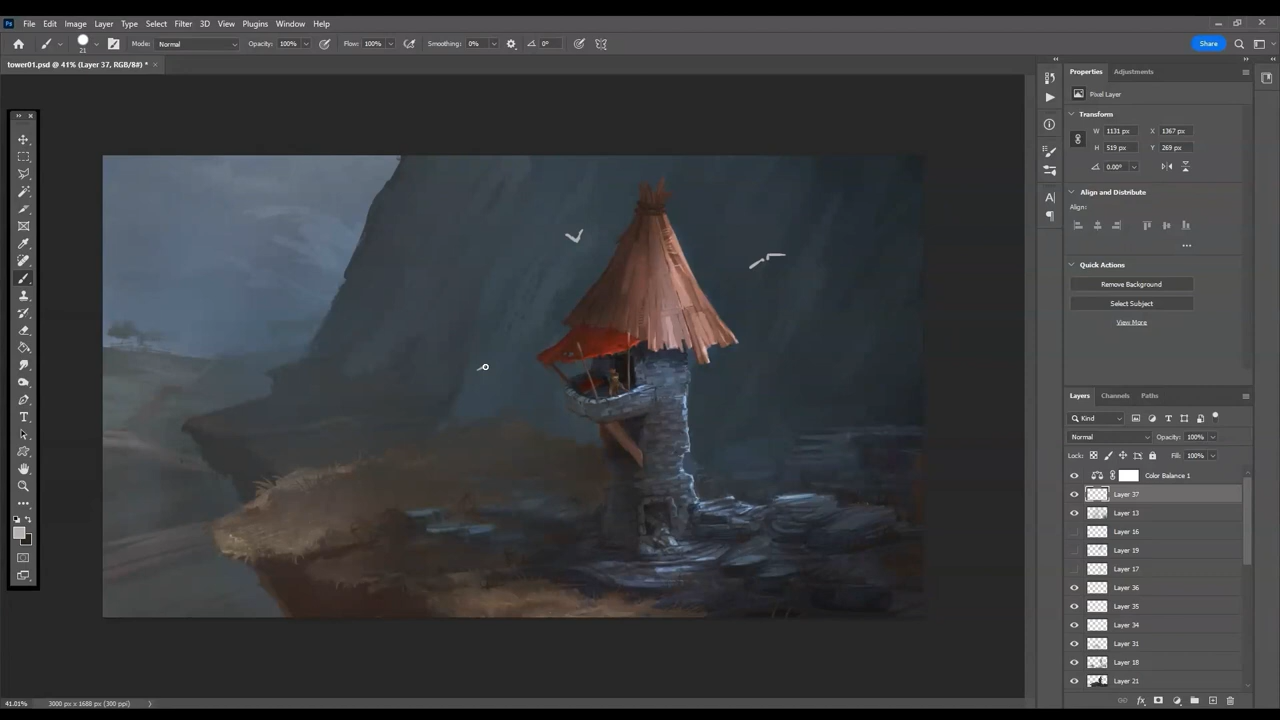 Ps File Edit Image Layer Type Select Filter 3D View Plugins Window Help
21 Mode: Normal Opacity: 100% Flow: 100% Smoothing: 0% 0° Share
tower01.psd @ 41% (Layer 37, RGB/8#) * ×
Properties Adjustments
Pixel Layer
Transform
W 1131 px X 1367 px
H 519 px Y 269 px
0.00°
Align and Distribute
Align:
Quick Actions
Remove Background
Select Subject
View More
Layers Channels Paths
Kind
Normal Opacity: 100%
Lock: Fill: 100%
Color Balance 1
Layer 37
Layer 13
Layer 16
Layer 19
Layer 17
Layer 36
Layer 35
Layer 34
Layer 31
Layer 18
Layer 21
41.01% 3000 px x 1688 px (300 ppi)